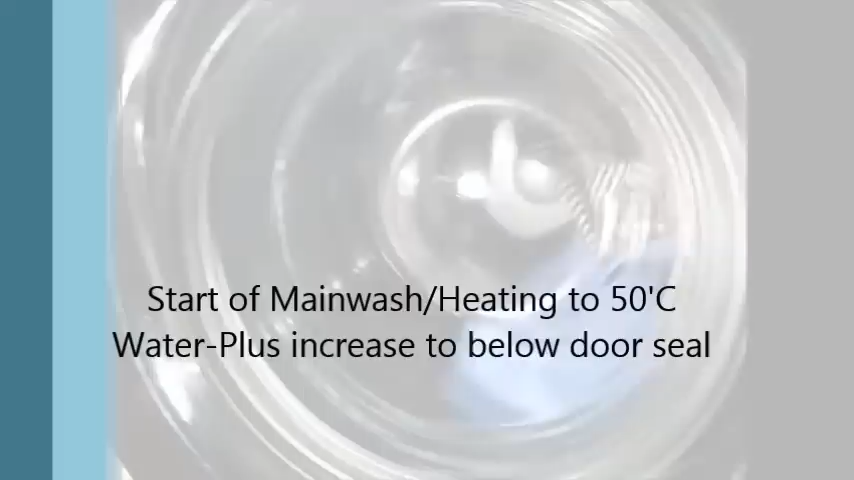 Start of Mainwash/Heating to 50'C
Water-Plus increase to below door seal